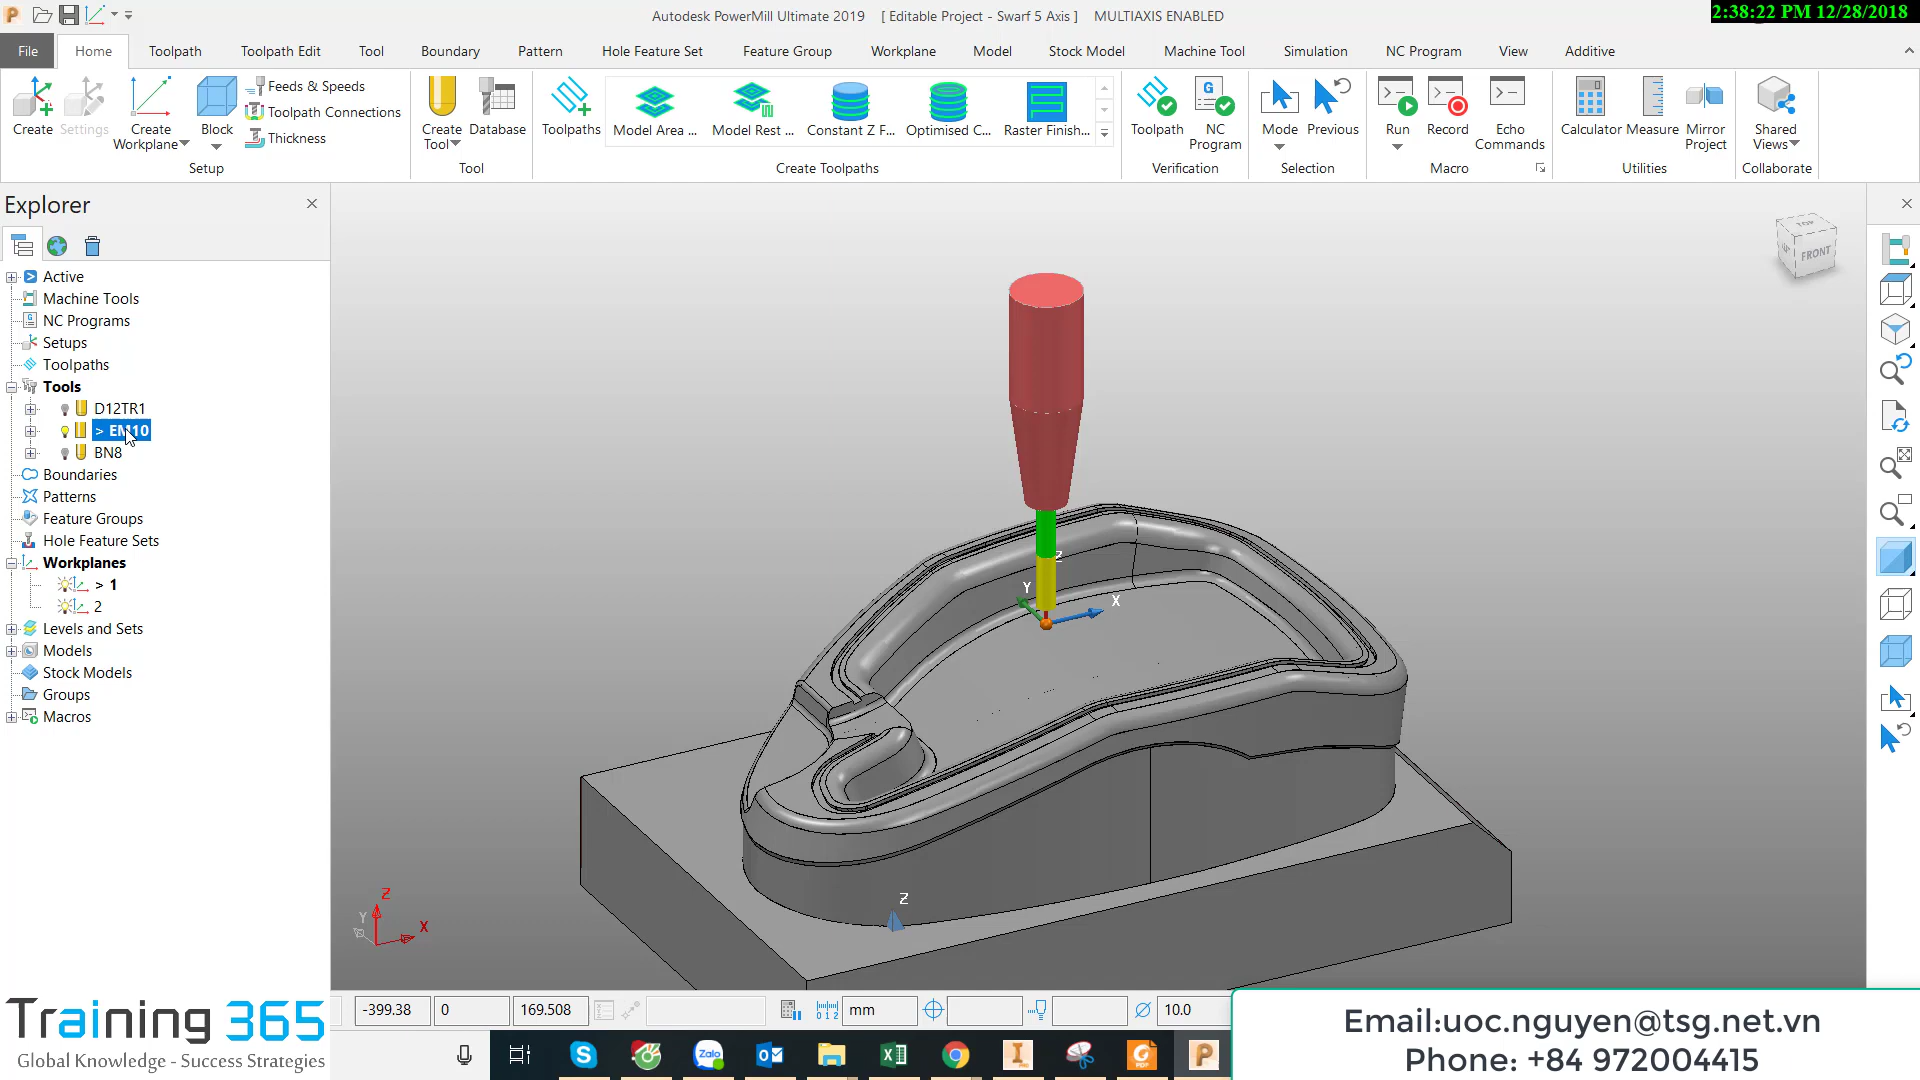 Autodesk PowerMill Ultimate 2019 [ Editable Project - Swarf 5 Axis ] MULTIAXIS ENABLED
2:38:22 PM 12/28/2018
File Home Toolpath Toolpath Edit Tool Boundary Pattern Hole Feature Set Feature Group Workplane Model Stock Model Machine Tool Simulation NC Program View Additive
Create
Settings
Create
Workplane
Block
Feeds & Speeds
Toolpath Connections
Thickness
Setup
Create
Tool
Database
Tool
Toolpaths
Model Area ...
Model Rest ...
Constant Z F...
Optimised C...
Raster Finish...
Create Toolpaths
Toolpath
NC
Program
Verification
Mode
Previous
Selection
Run
Record
Echo
Commands
Macro
Calculator
Measure
Mirror
Project
Utilities
Shared
Views
Collaborate
Explorer
Active
Machine Tools
NC Programs
Setups
Toolpaths
Tools
D12TR1
> EM10
BN8
Boundaries
Patterns
Feature Groups
Hole Feature Sets
Workplanes
> 1
2
Levels and Sets
Models
Stock Models
Groups
Macros
TOP
FRONT
Z
Y
X
Z
Z
Y
X
-399.38
0
169.508
mm
10.0
Training 365
Global Knowledge - Success Strategies
Zalo
Email:uoc.nguyen@tsg.net.vn
Phone: +84 972004415